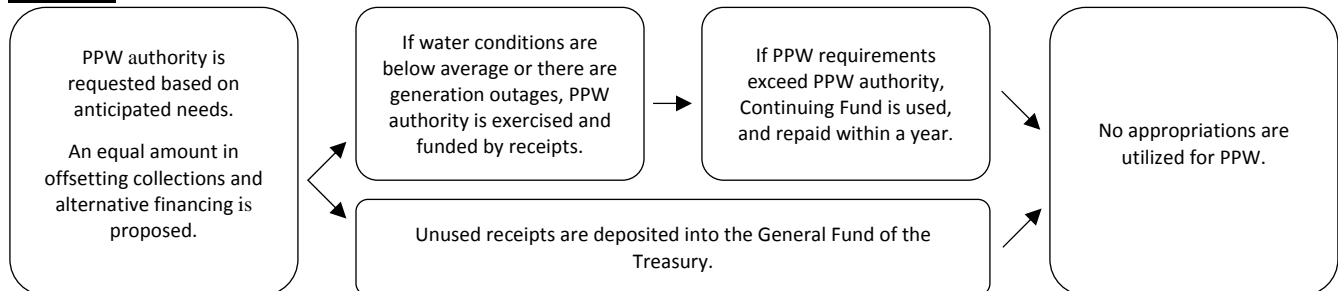 PPW authority is
requested based on
anticipated needs.
An equal amount in
offsetting collections and
alternative financing is
proposed.
If water conditions are
below average or there are
generation outages, PPW
authority is exercised and
funded by receipts.
If PPW requirements
exceed PPW authority,
Continuing Fund is used,
and repaid within a year.
Unused receipts are deposited into the General Fund of the
Treasury.
No appropriations are
utilized for PPW.